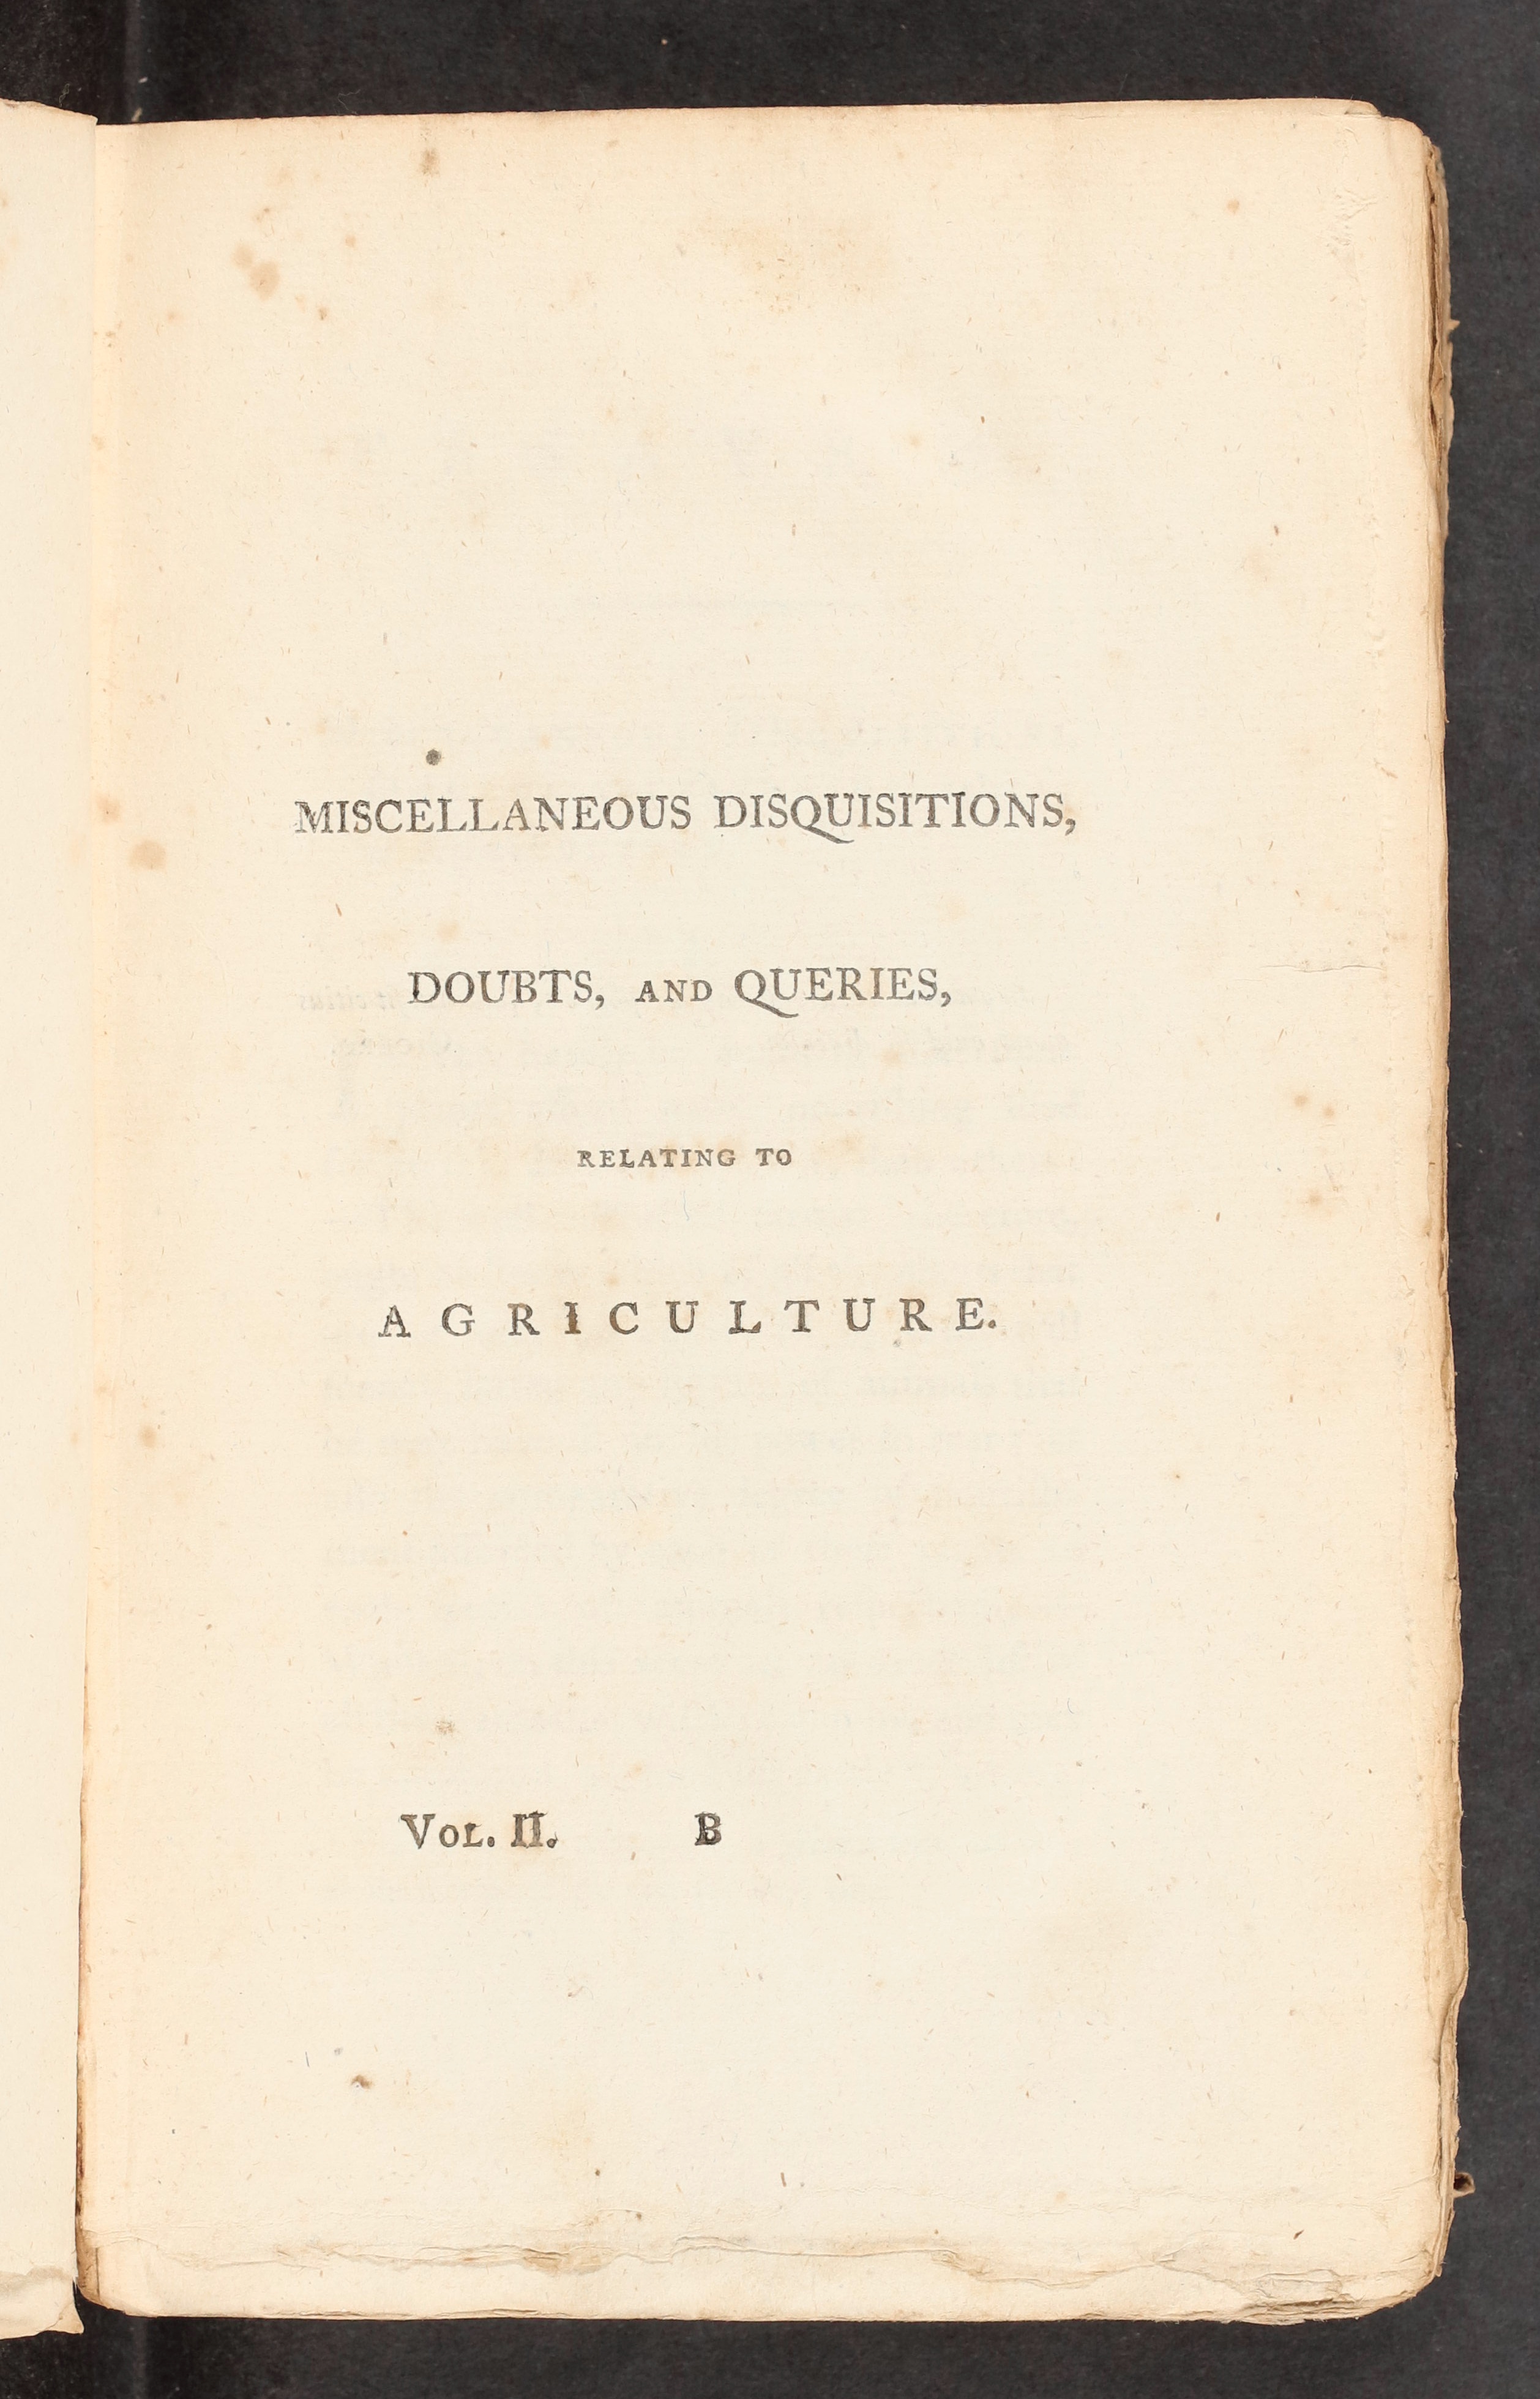 MISCELLANEOUS DISQUISITIONS,
DOUBTS, AND QUERIES,
RELATING TO
AGRICULTURE.
VOL. II. B